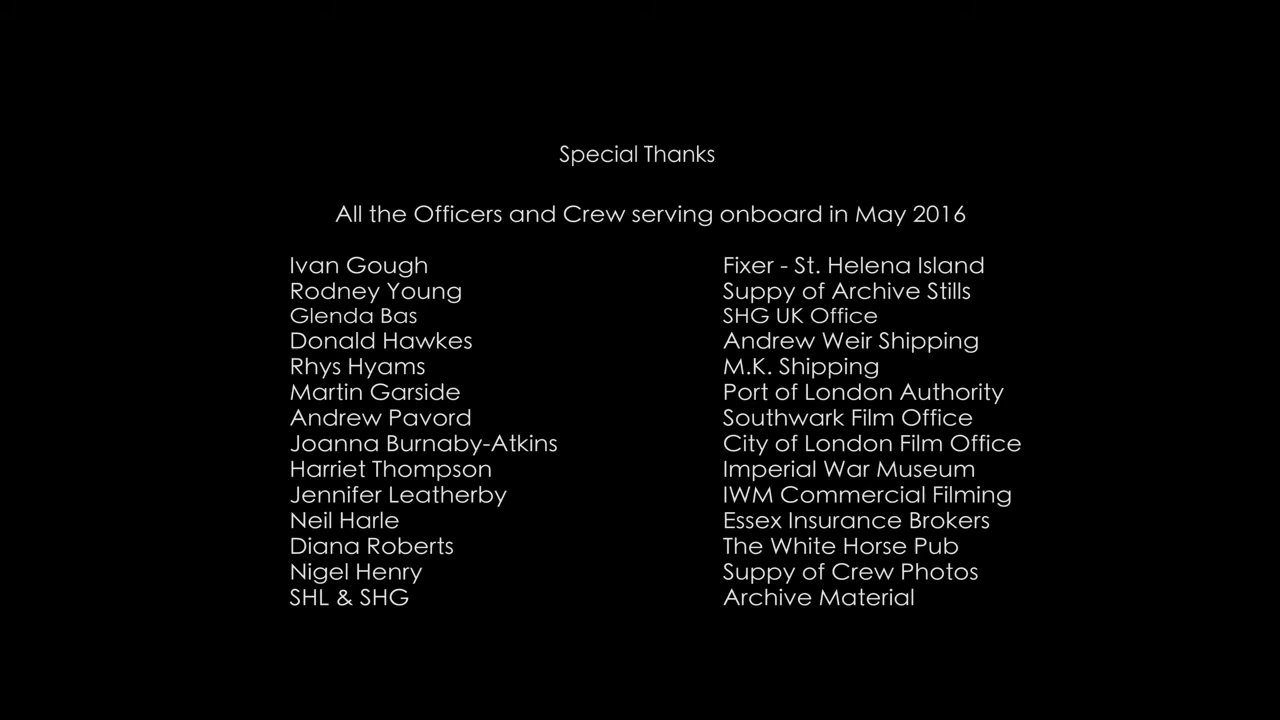 Special Thanks
All the Officers and Crew serving onboard in May 2016
Ivan Gough Fixer - St. Helena Island
Rodney Young Suppy of Archive Stills
Glenda Bas SHG UK Office
Donald Hawkes Andrew Weir Shipping
Rhys Hyams M.K. Shipping
Martin Garside Port of London Authority
Andrew Pavord Southwark Film Office
Joanna Burnaby-Atkins City of London Film Office
Harriet Thompson Imperial War Museum
Jennifer Leatherby IWM Commercial Filming
Neil Harle Essex Insurance Brokers
Diana Roberts The White Horse Pub
Nigel Henry Suppy of Crew Photos
SHL & SHG Archive Material